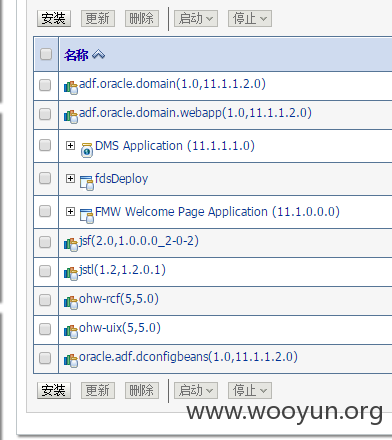 安装 更新 删除 启动 停止
名称
adf.oracle.domain(1.0,11.1.1.2.0)
adf.oracle.domain.webapp(1.0,11.1.1.2.0)
DMS Application (11.1.1.1.0)
fdsDeploy
FMW Welcome Page Application (11.1.0.0.0)
jsf(2.0,1.0.0.0_2-0-2)
jstl(1.2,1.2.0.1)
ohw-rcf(5,5.0)
ohw-uix(5,5.0)
oracle.adf.dconfigbeans(1.0,11.1.1.2.0)
安装 更新 删除 启动 停止
www.wooyun.org